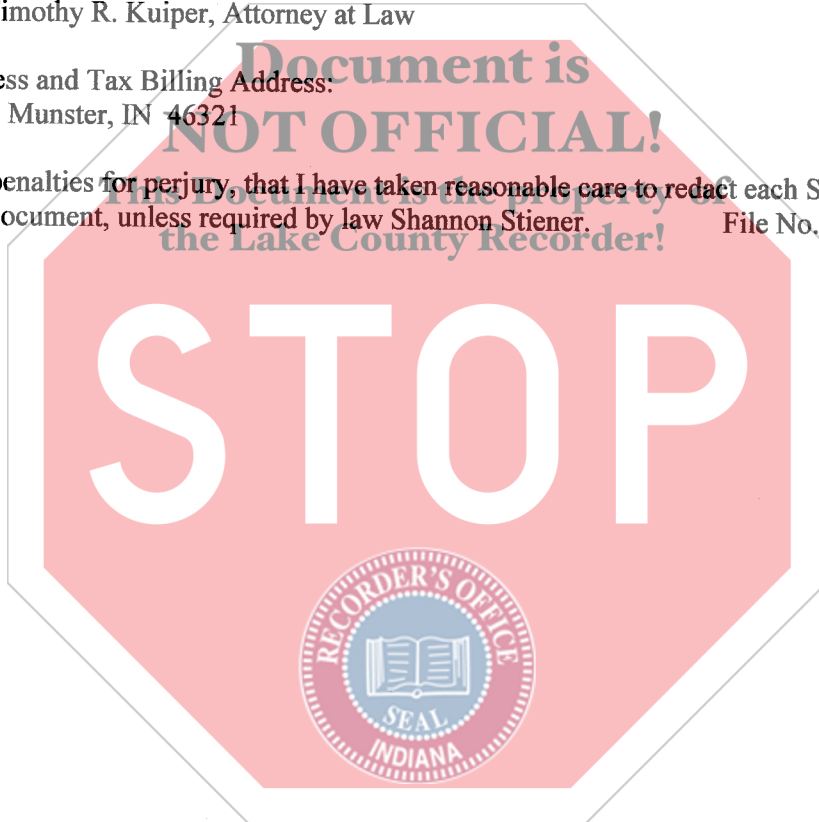 imothy R. Kuiper, Attorney at Law
Document is
ess and Tax Billing Address:
Munster, IN 46321
NOT OFFICIAL!
enalties for perjury, that I have taken reasonable care to redact each S
This Document is the property of
ocument, unless required by law Shannon Stiener. File No.
the Lake County Recorder!
STOP
RECORDER'S OFFICE
SEAL
INDIANA